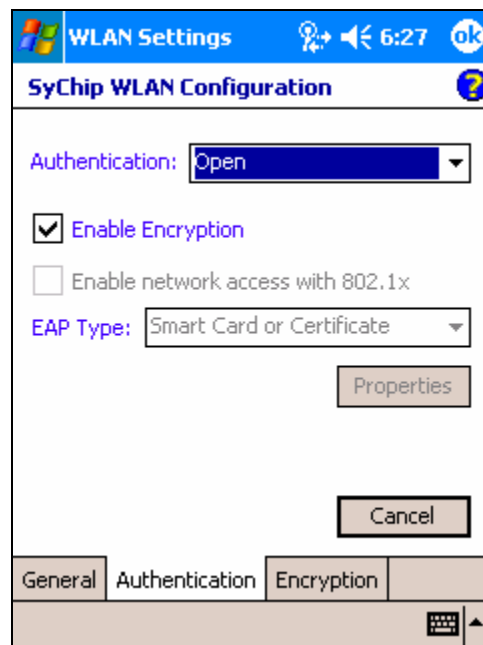 WLAN Settings 6:27 ok
SyChip WLAN Configuration ?
Authentication: Open
Enable Encryption
Enable network access with 802.1x
EAP Type: Smart Card or Certificate
Properties
Cancel
General Authentication Encryption